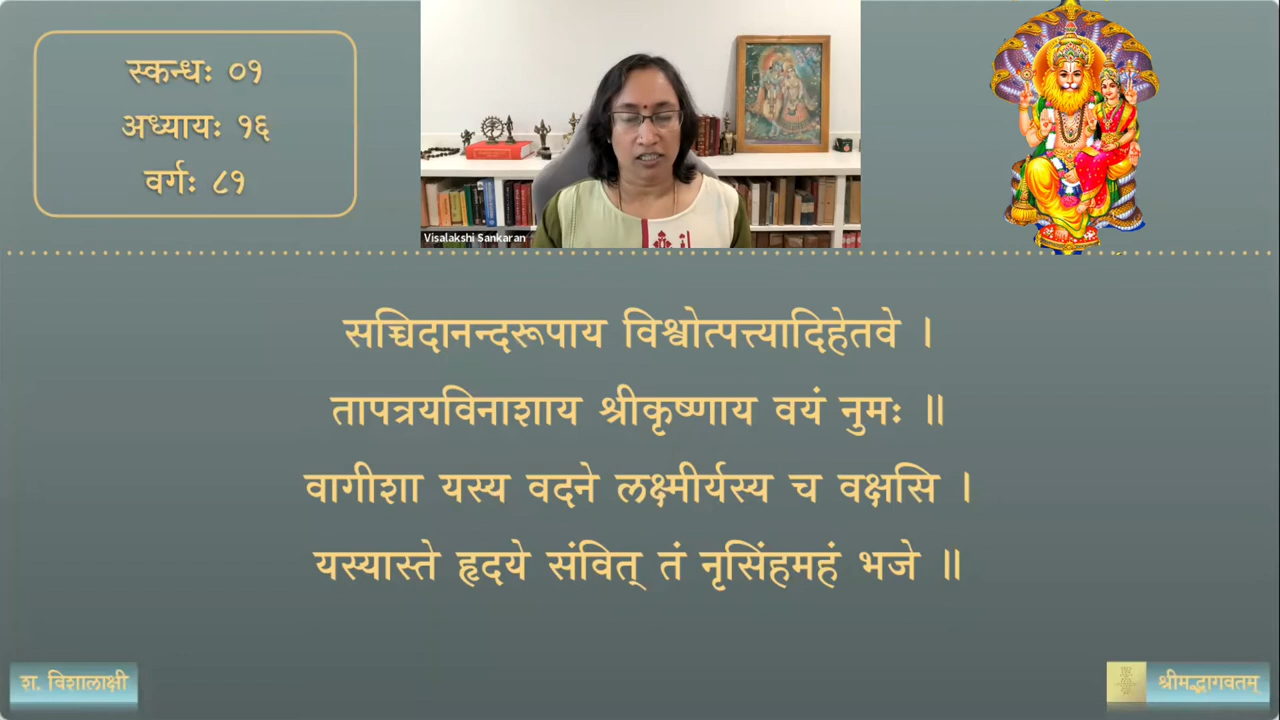 स्कन्धः ०१
अध्यायः १६
वर्गः ८१
Visalakshi Sankaran
सच्चिदानन्दरूपाय विश्वोत्पत्त्यादिहेतवे ।
तापत्रयविनाशाय श्रीकृष्णाय वयं नुमः ॥
वागीशा यस्य वदने लक्ष्मीर्यस्य च वक्षसि ।
यस्यास्ते हृदये संवित् तं नृसिंहमहं भजे ॥
श. विशालाक्षी
श्रीमद्भागवतम्